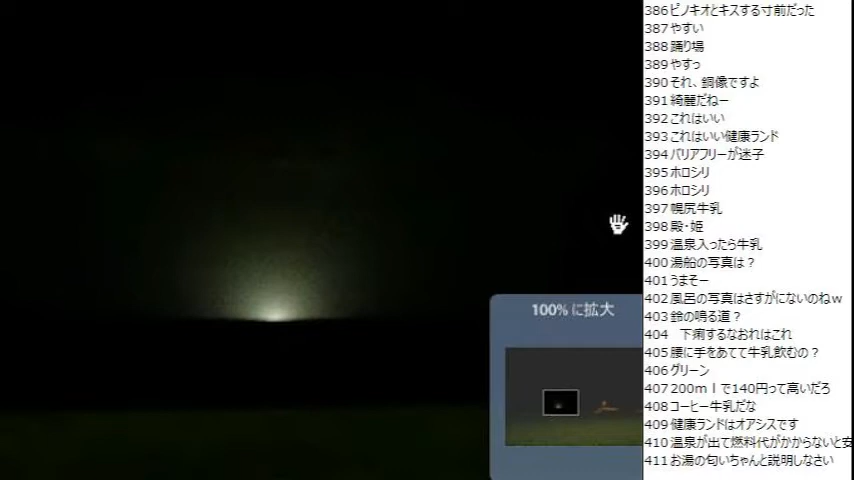 386ピノキオとキスする寸前だった
387やすい
388踊り場
389やすっ
390それ、銅像ですよ
391綺麗だねー
392これはいい
393これはいい健康ランド
394バリアフリーが迷子
395ホロシリ
396ホロシリ
397幌尻牛乳
398殿・姫
399温泉入ったら牛乳
400湯船の写真は？
401うまそー
402風呂の写真はさすがにないのねｗ
403鈴の鳴る道？
404　下痢するなおれはこれ
405腰に手をあてて牛乳飲むの？
406グリーン
407200ｍｌで140円って高いだろ
408コーヒー牛乳だな
409健康ランドはオアシスです
410温泉が出て燃料代がかからないと安
411お湯の匂いちゃんと説明しなさい
100% に拡大